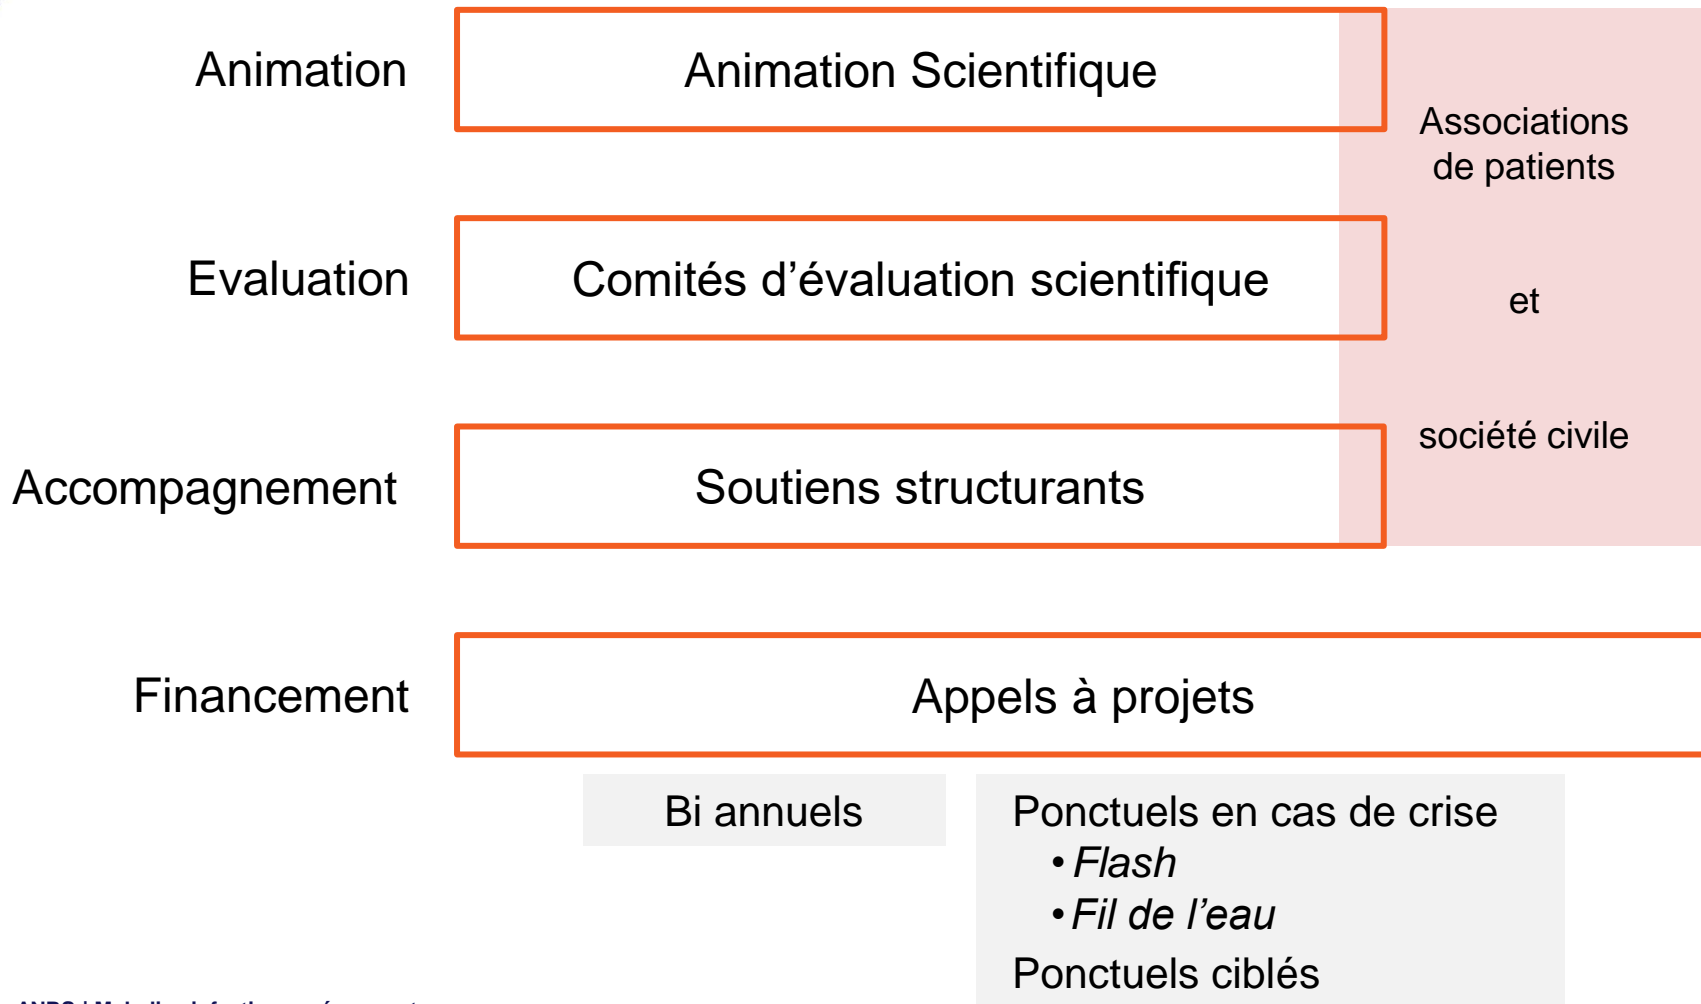 Animation
Animation Scientifique
Associations
de patients
Evaluation
Comités d’évaluation scientifique
et
société civile
Accompagnement
Soutiens structurants
Financement
Appels à projets
Bi annuels
Ponctuels en cas de crise
• Flash
• Fil de l’eau
Ponctuels ciblés